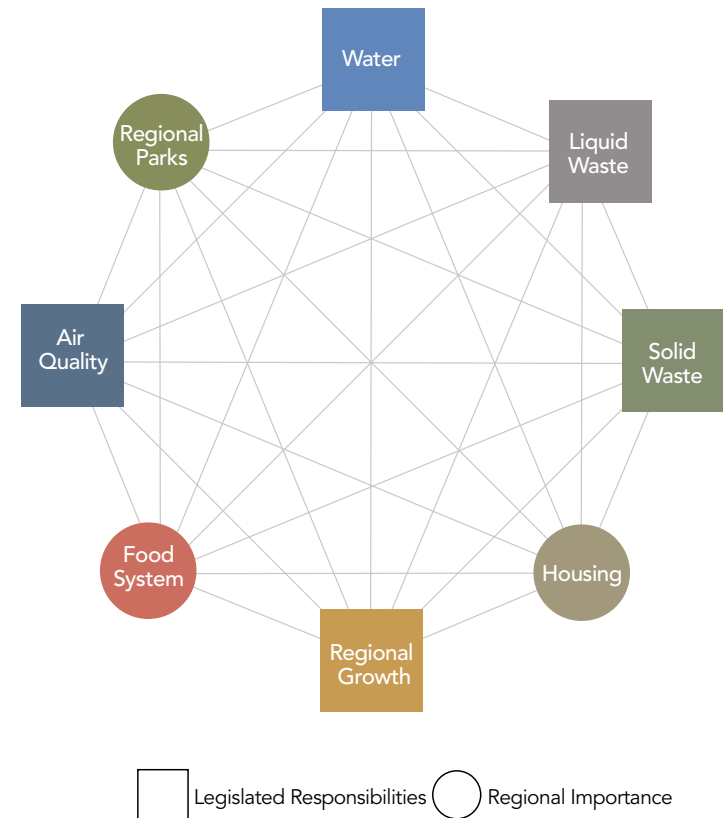 Water
Regional
Parks
Liquid
Waste
Air
Quality
Solid
Waste
Food
System
Housing
Regional
Growth
Legislated Responsibilities
Regional Importance